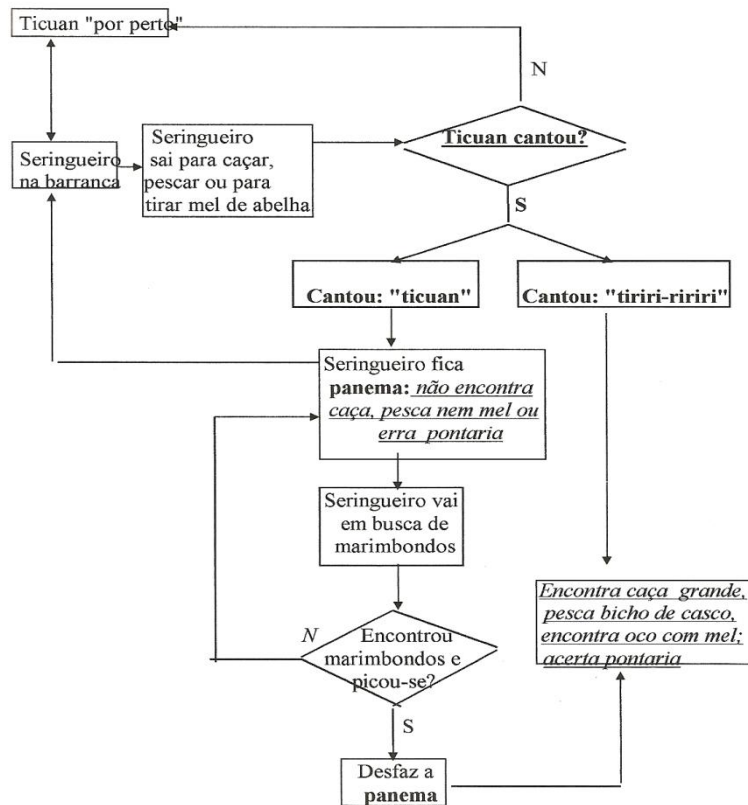 Ticuan "por perto"
N
Seringueiro
na barranca
Seringueiro
sai para caçar,
pescar ou para
tirar mel de abelha
Ticuan cantou?
S
Cantou: "ticuan"
Cantou: "tiriri-ririri"
Seringueiro fica
panema: não encontra
caça, pesca nem mel ou
erra pontaria
Seringueiro vai
em busca de
marimbondos
N
Encontrou
marimbondos e
picou-se?
S
Desfaz a
panema
Encontra caça grande,
pesca bicho de casco,
encontra oco com mel;
acerta pontaria